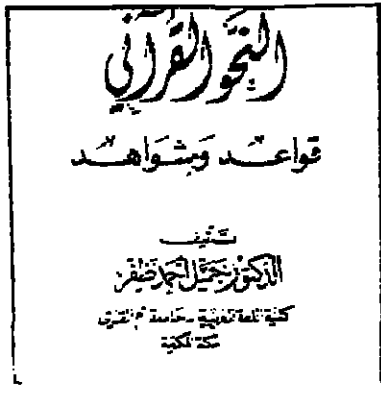 النحو القرآني
قواعد وشواهد
تأليف
الدكتور جميل أحمد ظفر
كلية اللغة العربية - جامعة أم القرى
مكة المكرمة